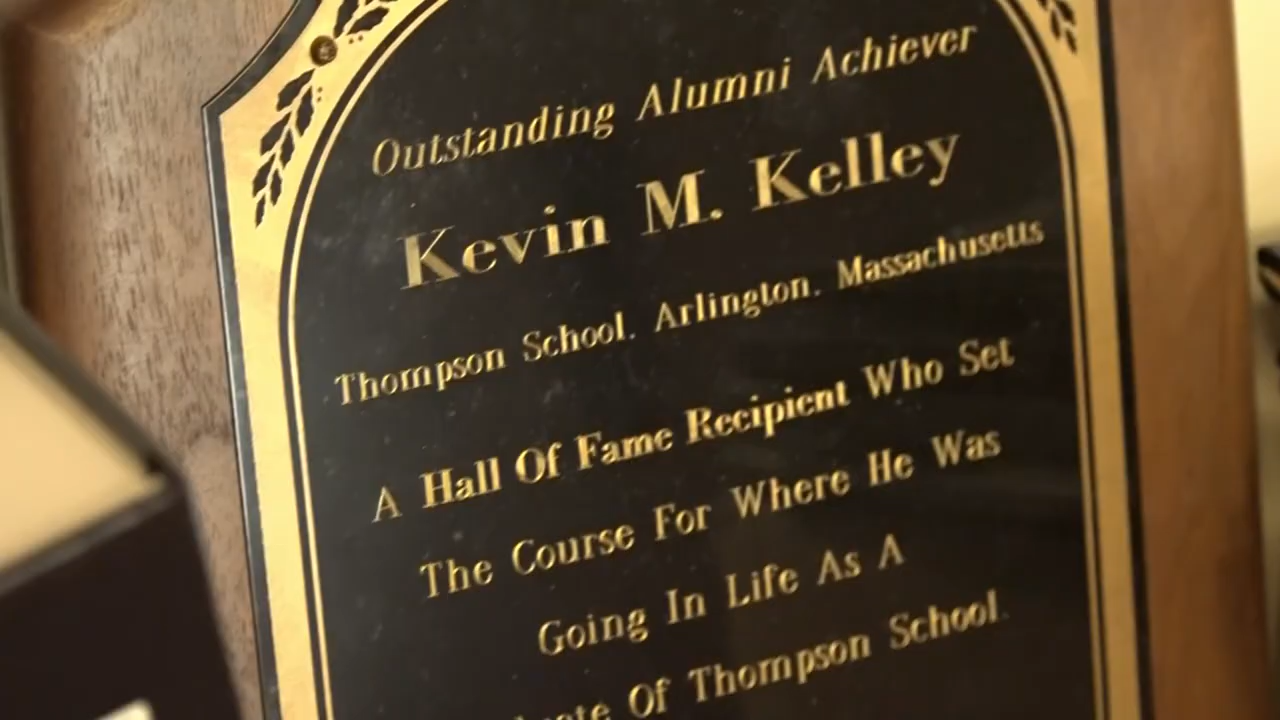 Outstanding Alumni Achiever
Kevin M. Kelley
Thompson School. Arlington. Massachusetts
A Hall Of Fame Recipient Who Set
The Course For Where He Was
Going In Life As A
Of Thompson School.